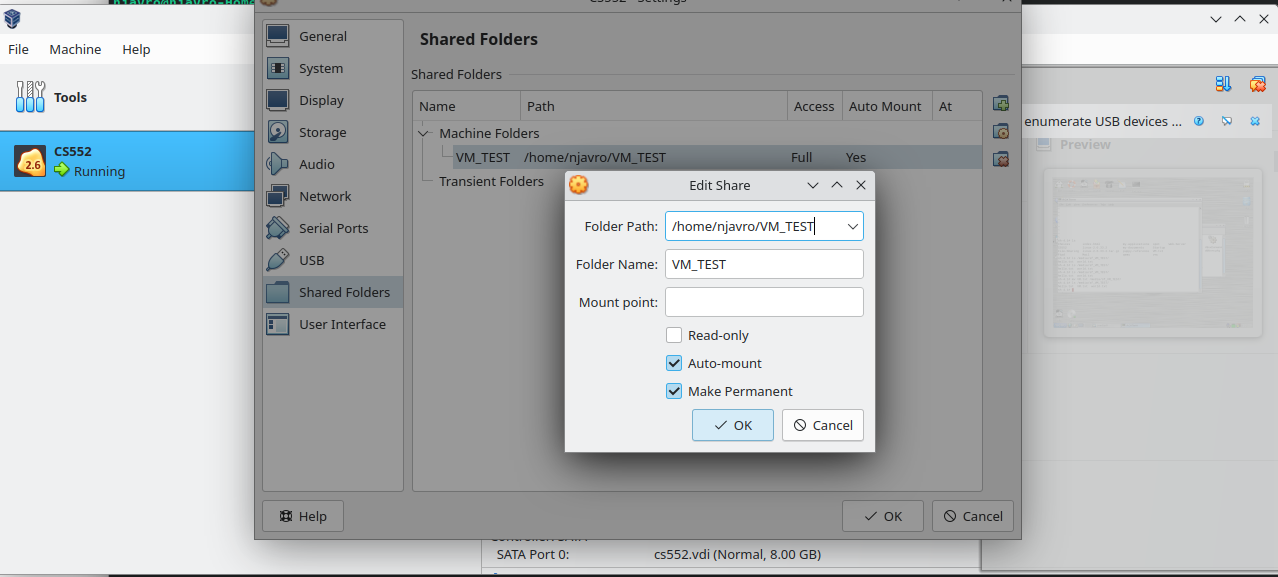 CS552 - Settings
File Machine Help
Tools
CS552
2.6
Running
General
System
Display
Storage
Audio
Network
Serial Ports
USB
Shared Folders
User Interface
Shared Folders
Shared Folders
Name Path Access Auto Mount At
Machine Folders
VM_TEST /home/njavro/VM_TEST Full Yes
Transient Folders
Edit Share
Folder Path: /home/njavro/VM_TEST
Folder Name: VM_TEST
Mount point:
Read-only
Auto-mount
Make Permanent
OK Cancel
Help OK Cancel
enumerate USB devices ...
Preview
SATA Port 0: cs552.vdi (Normal, 8.00 GB)